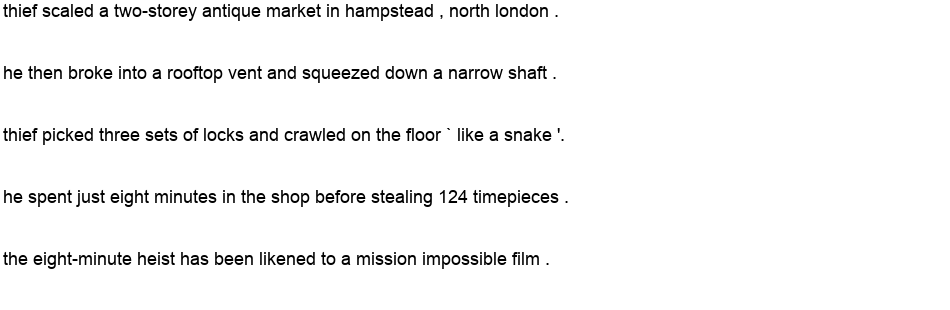 thief scaled a two-storey antique market in hampstead , north london .
he then broke into a rooftop vent and squeezed down a narrow shaft .
thief picked three sets of locks and crawled on the floor ` like a snake '.
he spent just eight minutes in the shop before stealing 124 timepieces .
the eight-minute heist has been likened to a mission impossible film .